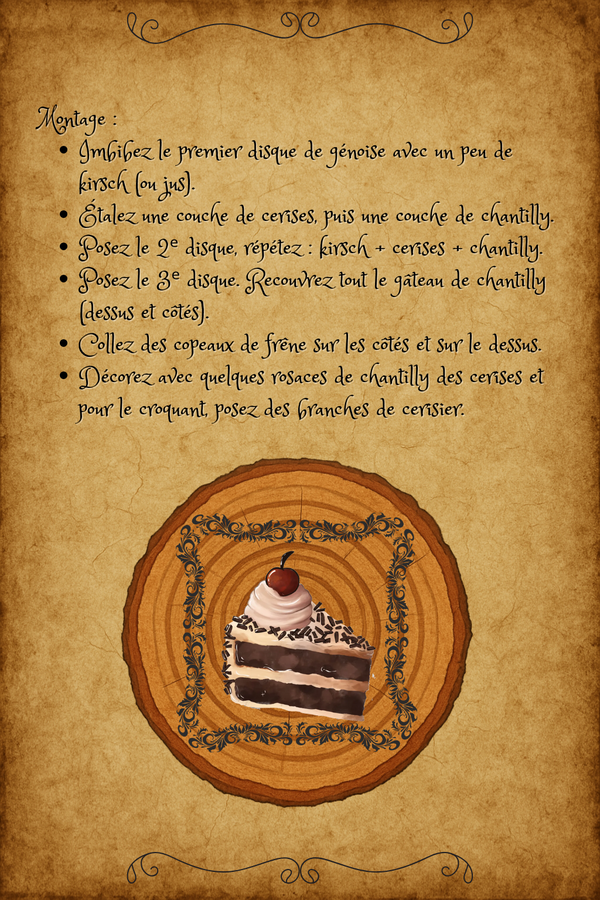 Montage :
• Imbibez le premier disque de génoise avec un peu de
kirsch (ou jus).
• Étalez une couche de cerises, puis une couche de chantilly.
• Posez le 2ᵉ disque, répétez : kirsch + cerises + chantilly.
• Posez le 3ᵉ disque. Recouvrez tout le gâteau de chantilly
(dessus et côtés).
• Collez des copeaux de frêne sur les côtés et sur le dessus.
• Décorez avec quelques rosaces de chantilly des cerises et
pour le croquant, posez des branches de cerisier.